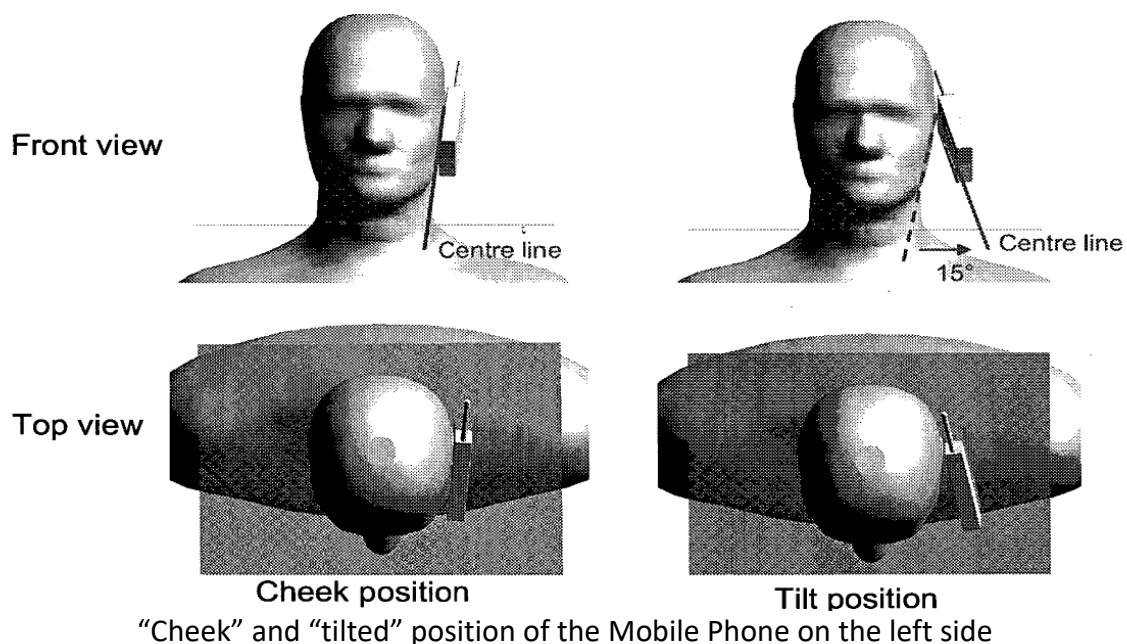 Front view
Centre line
Centre line
15°
Top view
Cheek position
Tilt position
“Cheek” and “tilted” position of the Mobile Phone on the left side